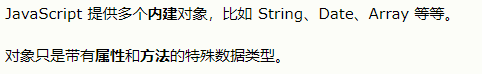 JavaScript 提供多个内建对象，比如 String、Date、Array 等等。
对象只是带有属性和方法的特殊数据类型。